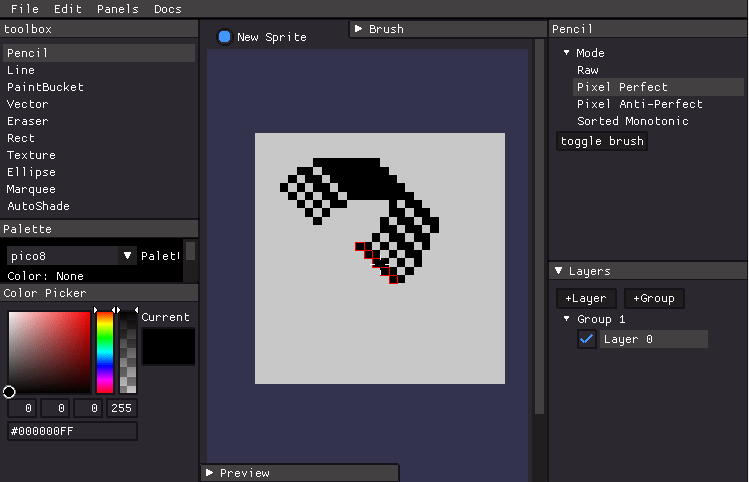 File Edit Panels Docs
toolbox
Pencil
Line
PaintBucket
Vector
Eraser
Rect
Texture
Ellipse
Marquee
AutoShade
Palette
pico8 Palet
Color: None
Color Picker
Current
0 0 0 255
#000000FF
New Sprite
Brush
Preview
Pencil
Mode
Raw
Pixel Perfect
Pixel Anti-Perfect
Sorted Monotonic
toggle brush
Layers
+Layer +Group
Group 1
Layer 0